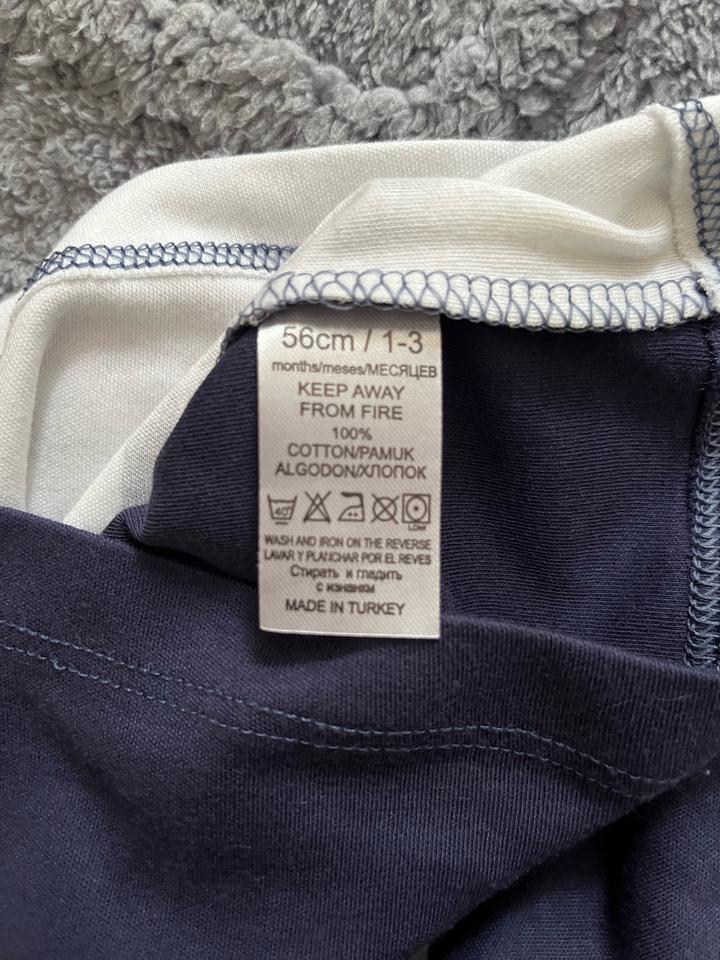 56cm / 1-3
months/meses/МЕСЯЦЕВ
KEEP AWAY
FROM FIRE
100%
COTTON/PAMUK
ALGODON/ХЛОПОК
40°
LOW
WASH AND IRON ON THE REVERSE
LAVAR Y PLANCHAR POR EL REVES
Стирать и гладить
с изнанки
MADE IN TURKEY